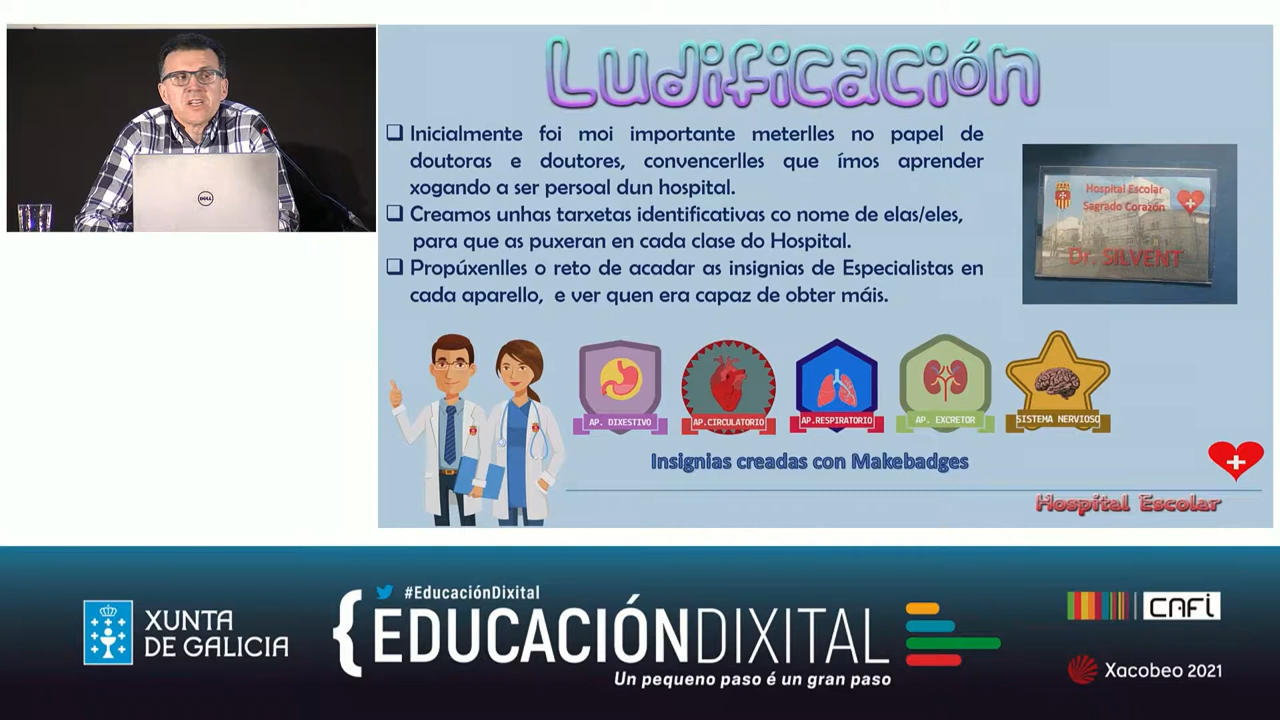 Ludificación
❑ Inicialmente foi moi importante meterlles no papel de
doutoras e doutores, convencerlles que ímos aprender
xogando a ser persoal dun hospital.
❑ Creamos unhas tarxetas identificativas co nome de elas/eles,
para que as puxeran en cada clase do Hospital.
❑ Propúxenlles o reto de acadar as insignias de Especialistas en
cada aparello, e ver quen era capaz de obter máis.
Hospital Escolar
Sagrado Corazón
Dr. SILVENT
AP. DIXESTIVO
AP.CIRCULATORIO
AP.RESPIRATORIO
AP. EXCRETOR
SISTEMA NERVIOSO
Insignias creadas con Makebadges
Hospital Escolar
DELL
XUNTA
DE GALICIA
#EducaciónDixital
{EDUCACIÓNDIXITAL
Un pequeno paso é un gran paso
CAFi
Xacobeo 2021